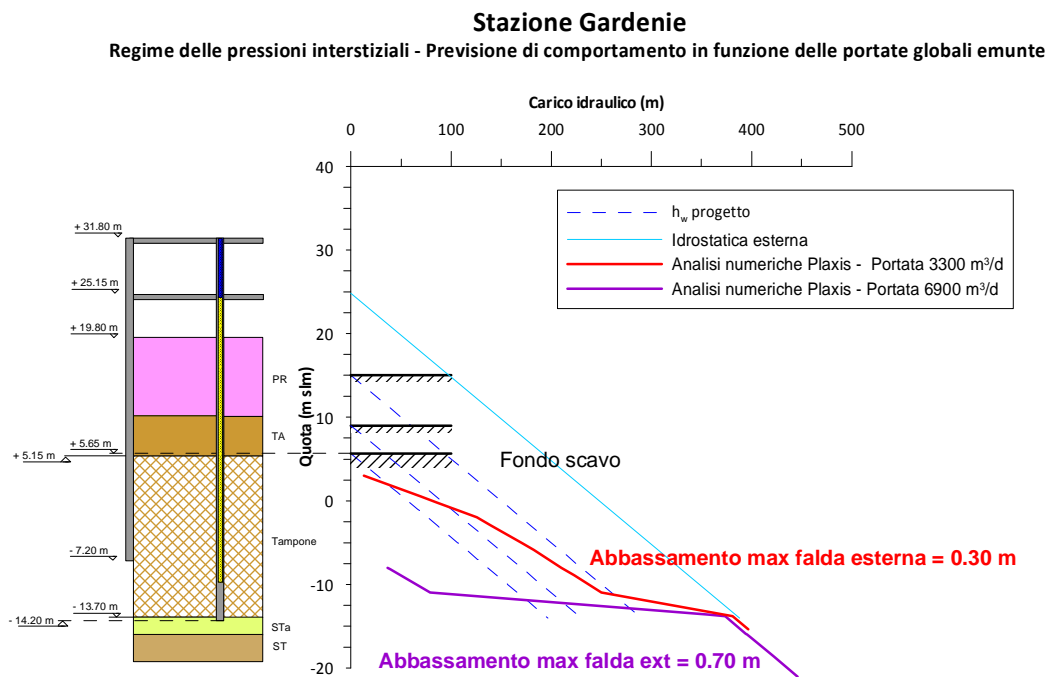 Stazione Gardenie
Regime delle pressioni interstiziali - Previsione di comportamento in funzione delle portate globali emunte
Carico idraulico (m)
0 100 200 300 400 500
40
30
20
10
0
-10
-20
Quota (m slm)
h_w progetto
Idrostatica esterna
Analisi numeriche Plaxis - Portata 3300 m³/d
Analisi numeriche Plaxis - Portata 6900 m³/d
+ 31.80 m
+ 25.15 m
+ 19.80 m
PR
TA
+ 5.65 m
+ 5.15 m
Tampone
- 7.20 m
- 13.70 m
- 14.20 m
STa
ST
Fondo scavo
Abbassamento max falda esterna = 0.30 m
Abbassamento max falda ext = 0.70 m